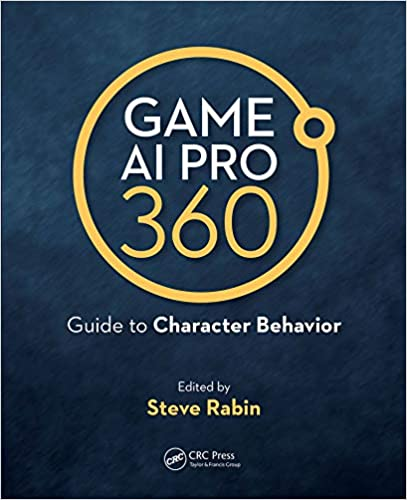 GAME
AI PRO
360
Guide to Character Behavior
Edited by
Steve Rabin
CRC Press
Taylor & Francis Group